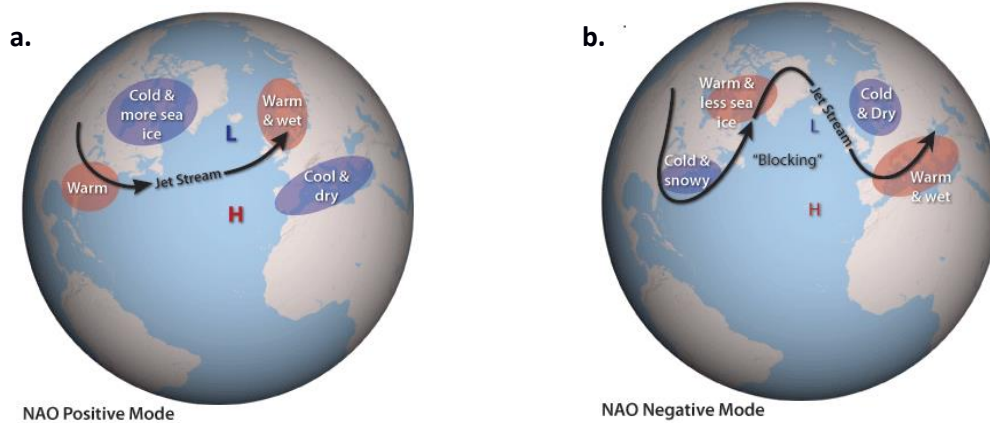 a.
Cold &
more sea
ice
Warm
& wet
L
Warm
Jet Stream
Cool &
dry
H
NAO Positive Mode
b.
Warm &
less sea
ice
Jet Stream
Cold
& Dry
L
"Blocking"
Cold &
snowy
Warm
& wet
H
NAO Negative Mode